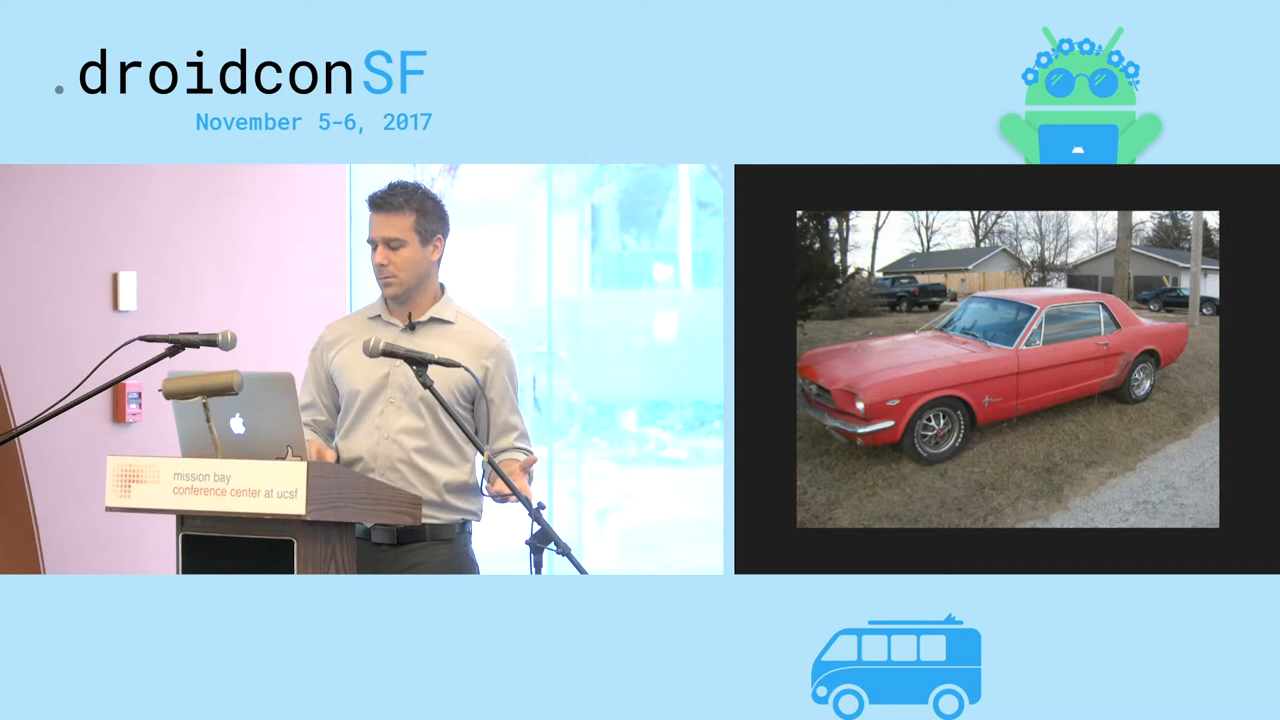 .droidconSF
November 5-6, 2017
mission bay
conference center at ucsf